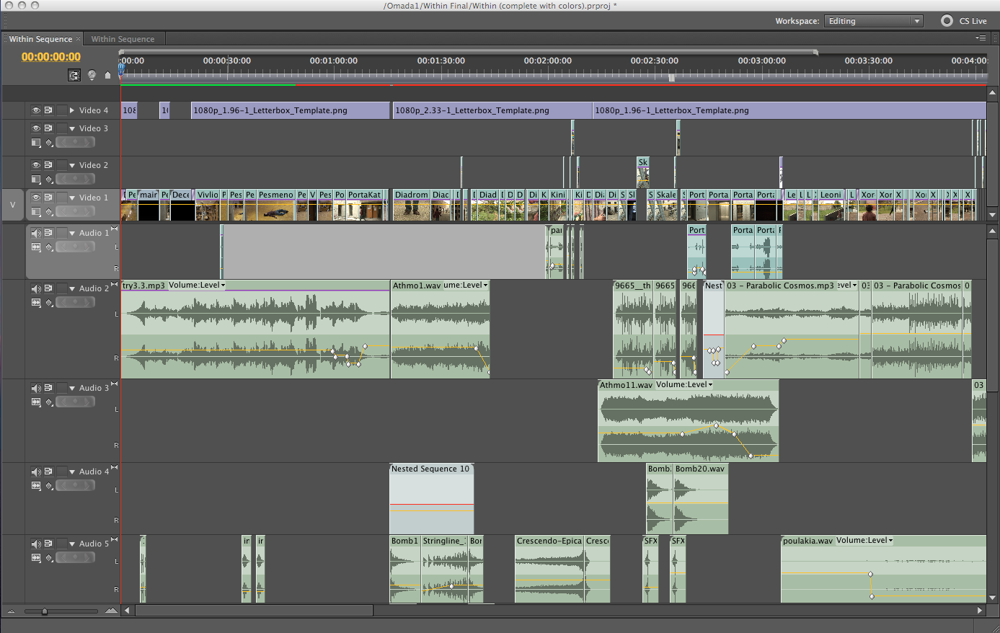 /Omada1/Within Final/Within (complete with colors).prproj *
Workspace: Editing CS Live
Within Sequence × Within Sequence
00:00:00:00 :00:00 00:00:30:00 00:01:00:00 00:01:30:00 00:02:00:00 00:02:30:00 00:03:00:00 00:03:30:00 00:04:00:
Video 4 108 1080p_1.96-1_Letterbox_Template.png 1080p_2.33-1_Letterbox_Template.png 1080p_1.96-1_Letterbox_Template.png
Video 3
Video 2 Sk
V Video 1 Pe main Pe Dece Vivlio P Pes Pe Pesmeno Pe V Pes Po PortaKat Diadrom Diac D Diad D D D Di K Kini Ki D Dia Di S Sl S Skale S Port Porta Porta Porta Le L L Leoni L Xor Xor X Xor X X X X
Audio 1 L R par Port Porta Porta
Audio 2 L R try3.3.mp3 Volume:Level Athmo1.wav ume:Level 9665__th 9665 966 Nest 03 – Parabolic Cosmos.mp3 evel 03 03 – Parabolic Cosmos 0
Audio 3 L R Athmo11.wav Volume:Level 03
Audio 4 L R Nested Sequence 10 Bomb Bomb20.wav
Audio 5 L R in in Bomb1 Stringline_ Bor Crescendo-Epica Cresc SFX SFX poulakia.wav Volume:Level